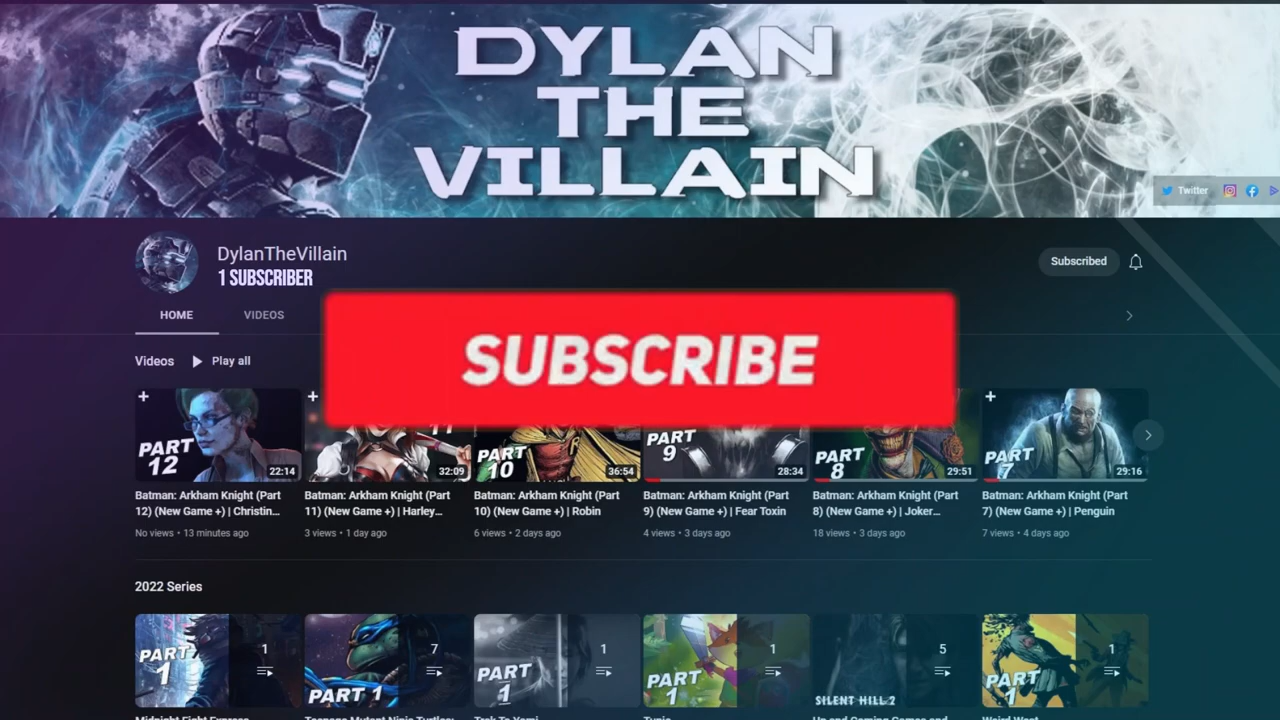 DYLAN
THE
VILLAIN
Twitter
DylanTheVillain
1 SUBSCRIBER
Subscribed
HOME
VIDEOS
SUBSCRIBE
Videos
Play all
PART
12
22:14
32:09
PART
10
36:54
PART
9
28:34
PART
8
29:51
PART
7
29:16
Batman: Arkham Knight (Part
12) (New Game +) | Christin...
No views • 13 minutes ago
Batman: Arkham Knight (Part
11) (New Game +) | Harley...
3 views • 1 day ago
Batman: Arkham Knight (Part
10) (New Game +) | Robin
6 views • 2 days ago
Batman: Arkham Knight (Part
9) (New Game +) | Fear Toxin
4 views • 3 days ago
Batman: Arkham Knight (Part
8) (New Game +) | Joker...
18 views • 3 days ago
Batman: Arkham Knight (Part
7) (New Game +) | Penguin
7 views • 4 days ago
2022 Series
PART
1
1
PART 1
7
PART
1
1
PART
1
1
SILENT HILL 2
5
PART
1
1